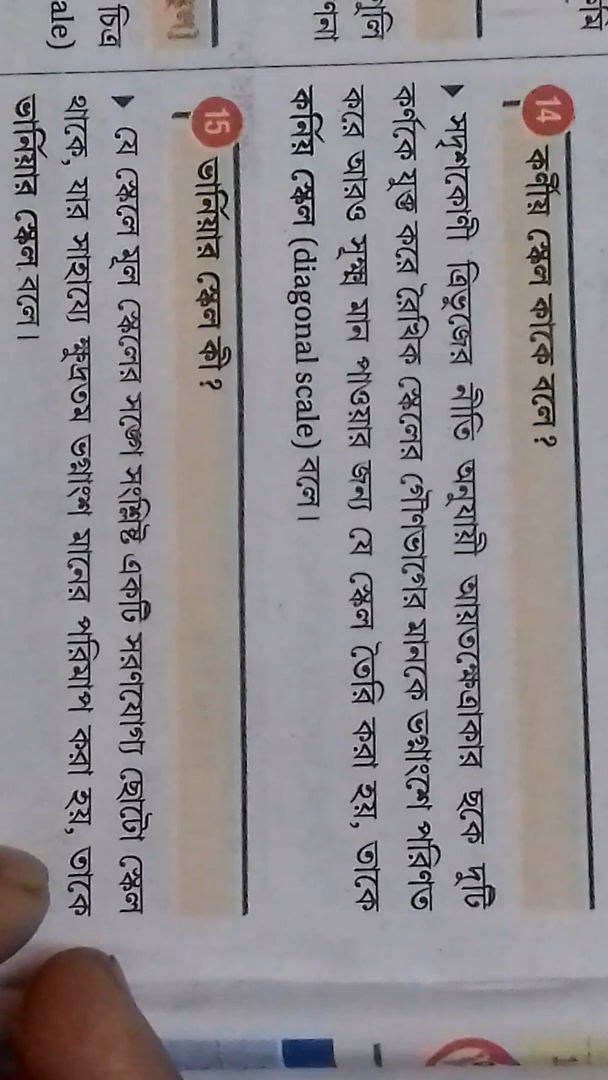 14 কর্ণীয় স্কেল কাকে বলে?
▶ সদৃশকোণী ত্রিভুজের নীতি অনুযায়ী আয়তক্ষেত্রাকার ছকে দুটি
কর্ণকে যুক্ত করে রৈখিক স্কেলের গৌণভাগের মানকে ভগ্নাংশে পরিণত
করে আরও সূক্ষ্ম মান পাওয়ার জন্য যে স্কেল তৈরি করা হয়, তাকে
কর্নিয় স্কেল (diagonal scale) বলে।
15 ভার্নিয়ার স্কেল কী?
▶ যে স্কেলে মূল স্কেলের সঙ্গে সংশ্লিষ্ট একটি সরণযোগ্য ছোটো স্কেল
থাকে, যার সাহায্যে ক্ষুদ্রতম ভগ্নাংশ মানের পরিমাপ করা হয়, তাকে
ভার্নিয়ার স্কেল বলে।
চিত্র
ale)